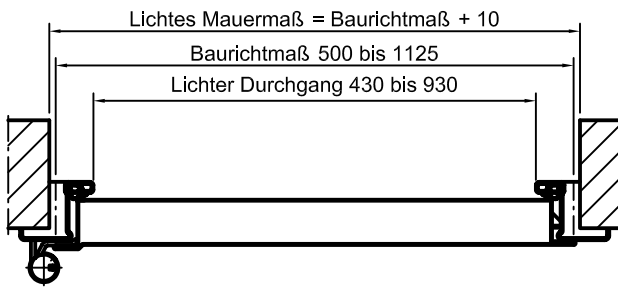 Lichtes Mauermaß = Baurichtmaß + 10
Baurichtmaß 500 bis 1125
Lichter Durchgang 430 bis 930